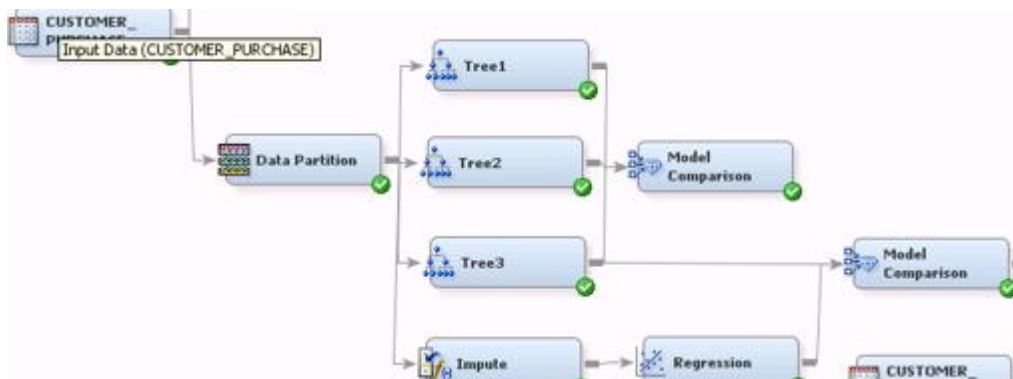 CUSTOMER_
Input Data (CUSTOMER_PURCHASE)
Tree1
Data Partition
Tree2
Model
Comparison
Tree3
Model
Comparison
Impute
Regression
CUSTOMER_